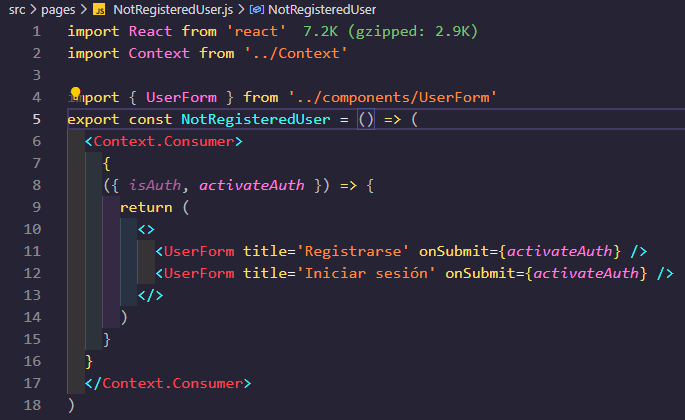 src > pages > JS NotRegisteredUser.js > NotRegisteredUser
1 import React from 'react' 7.2K (gzipped: 2.9K)
2 import Context from '../Context'
3
4 import { UserForm } from '../components/UserForm'
5 export const NotRegisteredUser = () => (
6 <Context.Consumer>
7 {
8 ({ isAuth, activateAuth }) => {
9 return (
10 <>
11 <UserForm title='Registrarse' onSubmit={activateAuth} />
12 <UserForm title='Iniciar sesión' onSubmit={activateAuth} />
13 </>
14 )
15 }
16 }
17 </Context.Consumer>
18 )